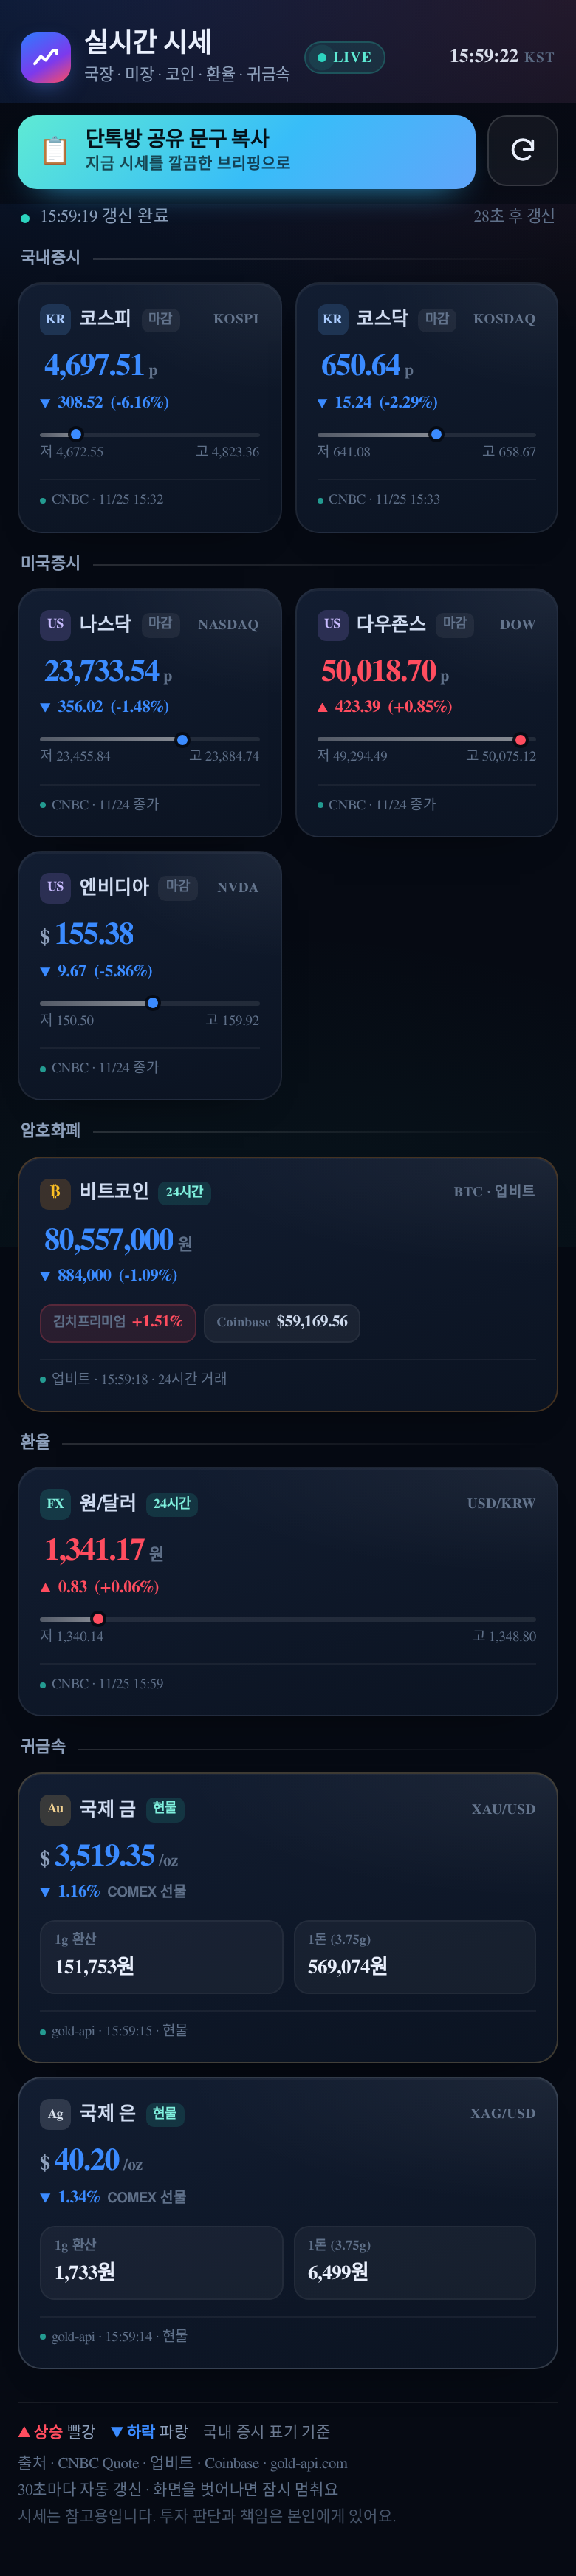 실시간 시세
국장 · 미장 · 코인 · 환율 · 귀금속
LIVE
15:59:22 KST
단톡방 공유 문구 복사
지금 시세를 깔끔한 브리핑으로
15:59:19 갱신 완료
28초 후 갱신
국내증시
KR 코스피 마감 KOSPI
4,697.51 p
▼ 308.52 (-6.16%)
저 4,672.55 고 4,823.36
CNBC · 11/25 15:32
KR 코스닥 마감 KOSDAQ
650.64 p
▼ 15.24 (-2.29%)
저 641.08 고 658.67
CNBC · 11/25 15:33
미국증시
US 나스닥 마감 NASDAQ
23,733.54 p
▼ 356.02 (-1.48%)
저 23,455.84 고 23,884.74
CNBC · 11/24 종가
US 다우존스 마감 DOW
50,018.70 p
▲ 423.39 (+0.85%)
저 49,294.49 고 50,075.12
CNBC · 11/24 종가
US 엔비디아 마감 NVDA
$ 155.38
▼ 9.67 (-5.86%)
저 150.50 고 159.92
CNBC · 11/24 종가
암호화폐
₿ 비트코인 24시간 BTC · 업비트
80,557,000 원
▼ 884,000 (-1.09%)
김치프리미엄 +1.51% Coinbase $59,169.56
업비트 · 15:59:18 · 24시간 거래
환율
FX 원/달러 24시간 USD/KRW
1,341.17 원
▲ 0.83 (+0.06%)
저 1,340.14 고 1,348.80
CNBC · 11/25 15:59
귀금속
Au 국제 금 현물 XAU/USD
$ 3,519.35 /oz
▼ 1.16% COMEX 선물
1g 환산
151,753원
1돈 (3.75g)
569,074원
gold-api · 15:59:15 · 현물
Ag 국제 은 현물 XAG/USD
$ 40.20 /oz
▼ 1.34% COMEX 선물
1g 환산
1,733원
1돈 (3.75g)
6,499원
gold-api · 15:59:14 · 현물
▲ 상승 빨강 ▼ 하락 파랑 국내 증시 표기 기준
출처 · CNBC Quote · 업비트 · Coinbase · gold-api.com
30초마다 자동 갱신 · 화면을 벗어나면 잠시 멈춰요
시세는 참고용입니다. 투자 판단과 책임은 본인에게 있어요.